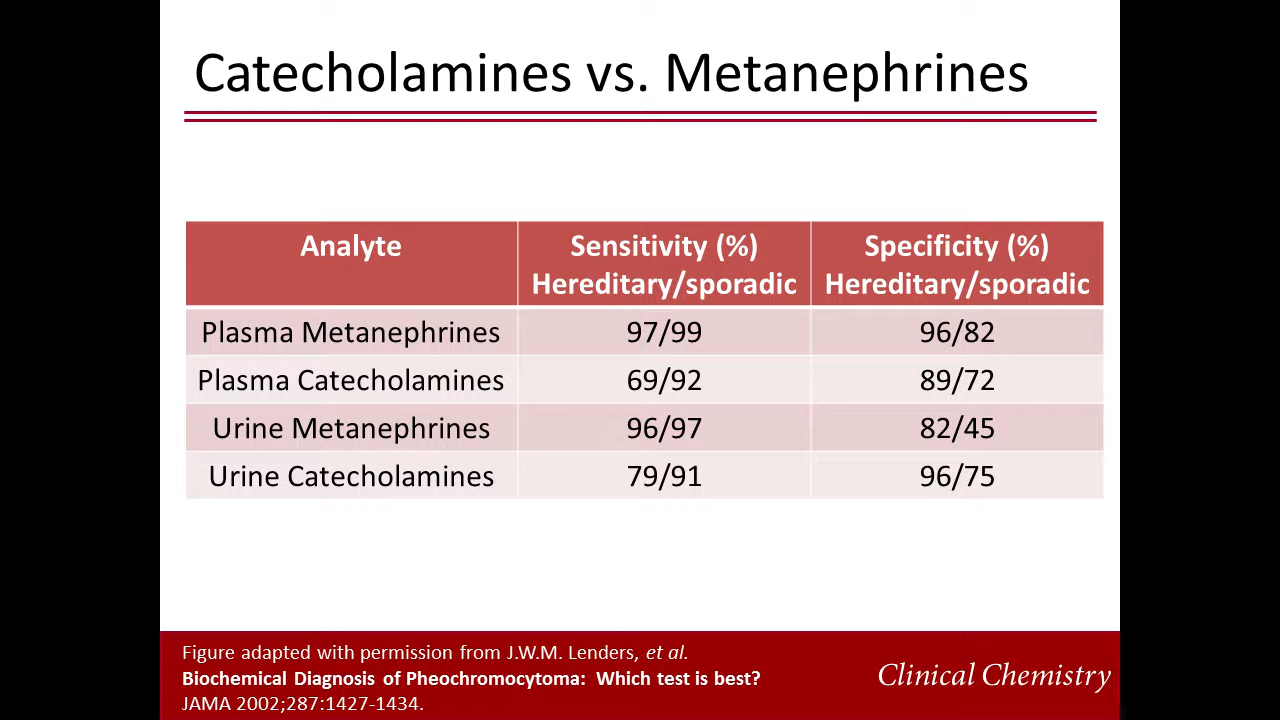 Catecholamines vs. Metanephrines
Analyte
Sensitivity (%)
Hereditary/sporadic
Specificity (%)
Hereditary/sporadic
Plasma Metanephrines 97/99 96/82
Plasma Catecholamines 69/92 89/72
Urine Metanephrines 96/97 82/45
Urine Catecholamines 79/91 96/75
Figure adapted with permission from J.W.M. Lenders, et al.
Biochemical Diagnosis of Pheochromocytoma: Which test is best?
JAMA 2002;287:1427-1434.
Clinical Chemistry